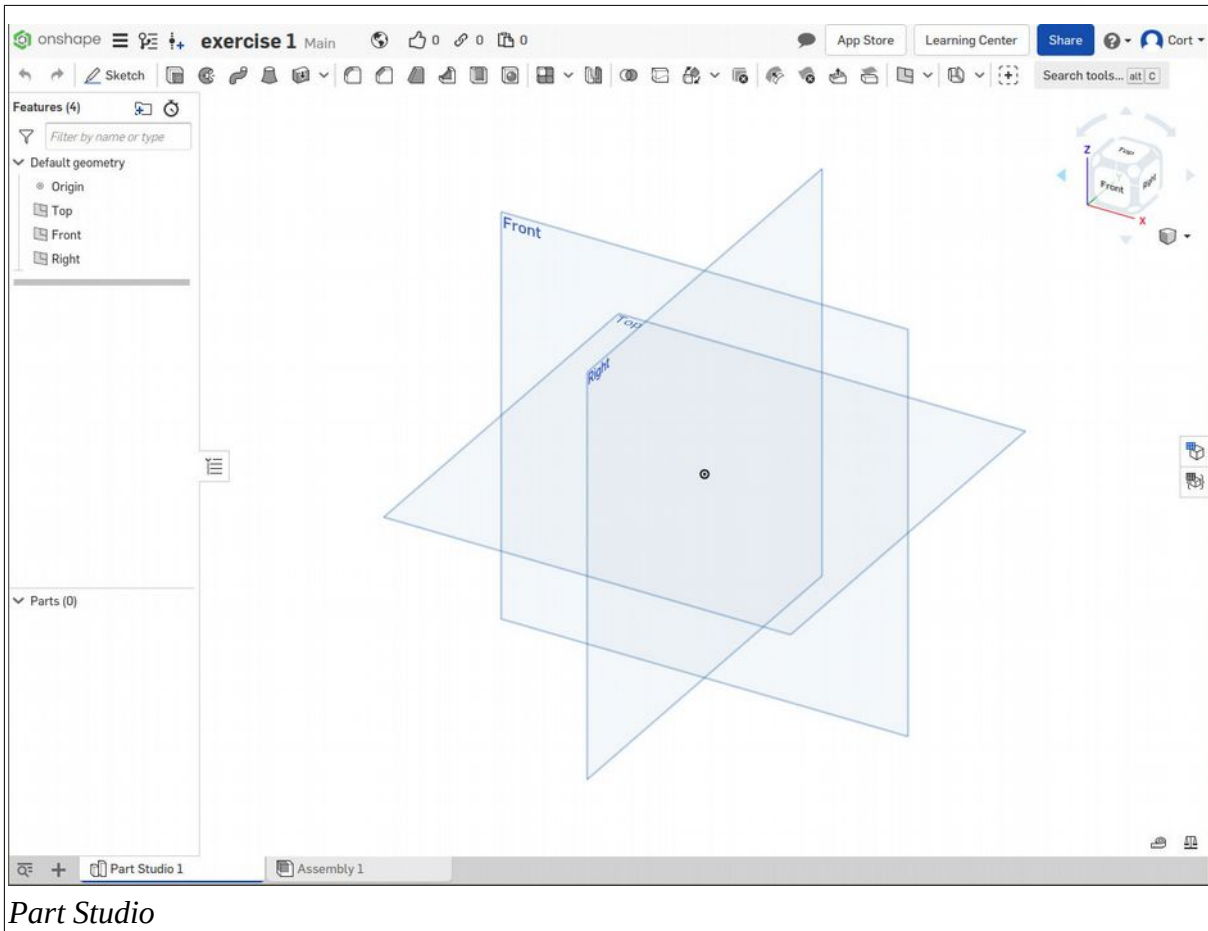 onshape exercise 1 Main 0 0 0 App Store Learning Center Share Cort
Sketch Search tools... alt C
Features (4)
Filter by name or type
Default geometry
Origin
Top
Front
Right
Parts (0)
Front
Top
Right
Z
Top
Front
Right
Y
X
Part Studio 1 Assembly 1
Part Studio